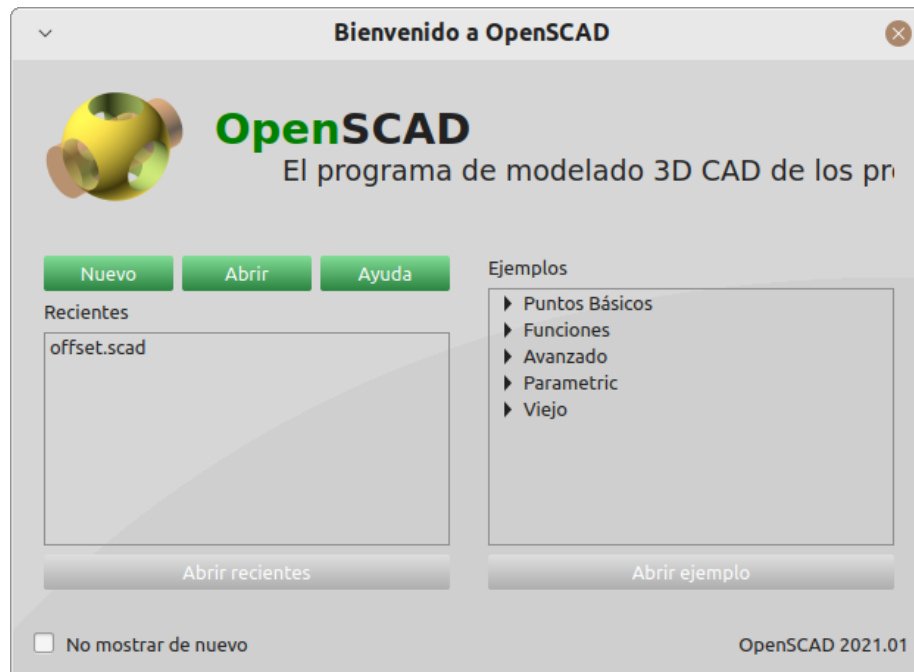 Bienvenido a OpenSCAD
OpenSCAD
El programa de modelado 3D CAD de los
Nuevo Abrir Ayuda
Recientes
offset.scad
Abrir recientes
Ejemplos
Puntos Básicos
Funciones
Avanzado
Parametric
Viejo
Abrir ejemplo
No mostrar de nuevo
OpenSCAD 2021.01